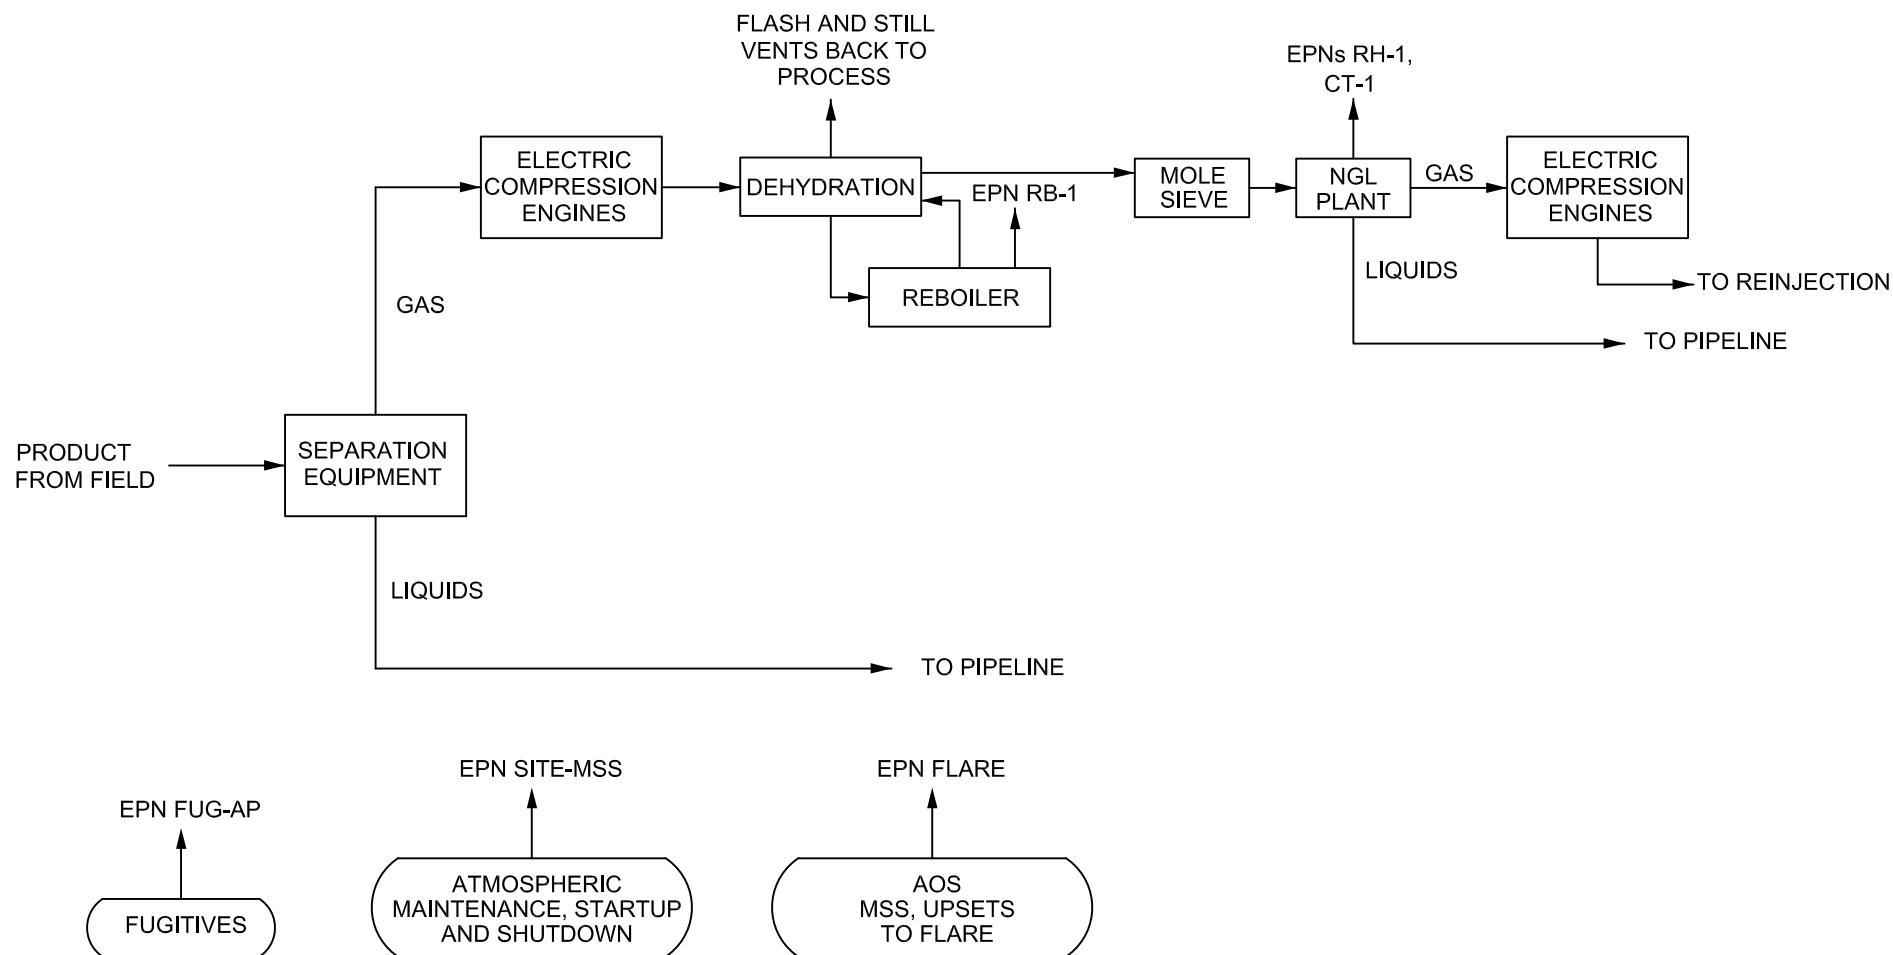 FLASH AND STILL
VENTS BACK TO
PROCESS
EPNs RH-1,
CT-1
ELECTRIC
COMPRESSION
ENGINES
DEHYDRATION
EPN RB-1
MOLE
SIEVE
NGL
PLANT
GAS
ELECTRIC
COMPRESSION
ENGINES
REBOILER
LIQUIDS
TO REINJECTION
GAS
TO PIPELINE
PRODUCT
FROM FIELD
SEPARATION
EQUIPMENT
LIQUIDS
TO PIPELINE
EPN FUG-AP
FUGITIVES
EPN SITE-MSS
ATMOSPHERIC
MAINTENANCE, STARTUP
AND SHUTDOWN
EPN FLARE
AOS
MSS, UPSETS
TO FLARE